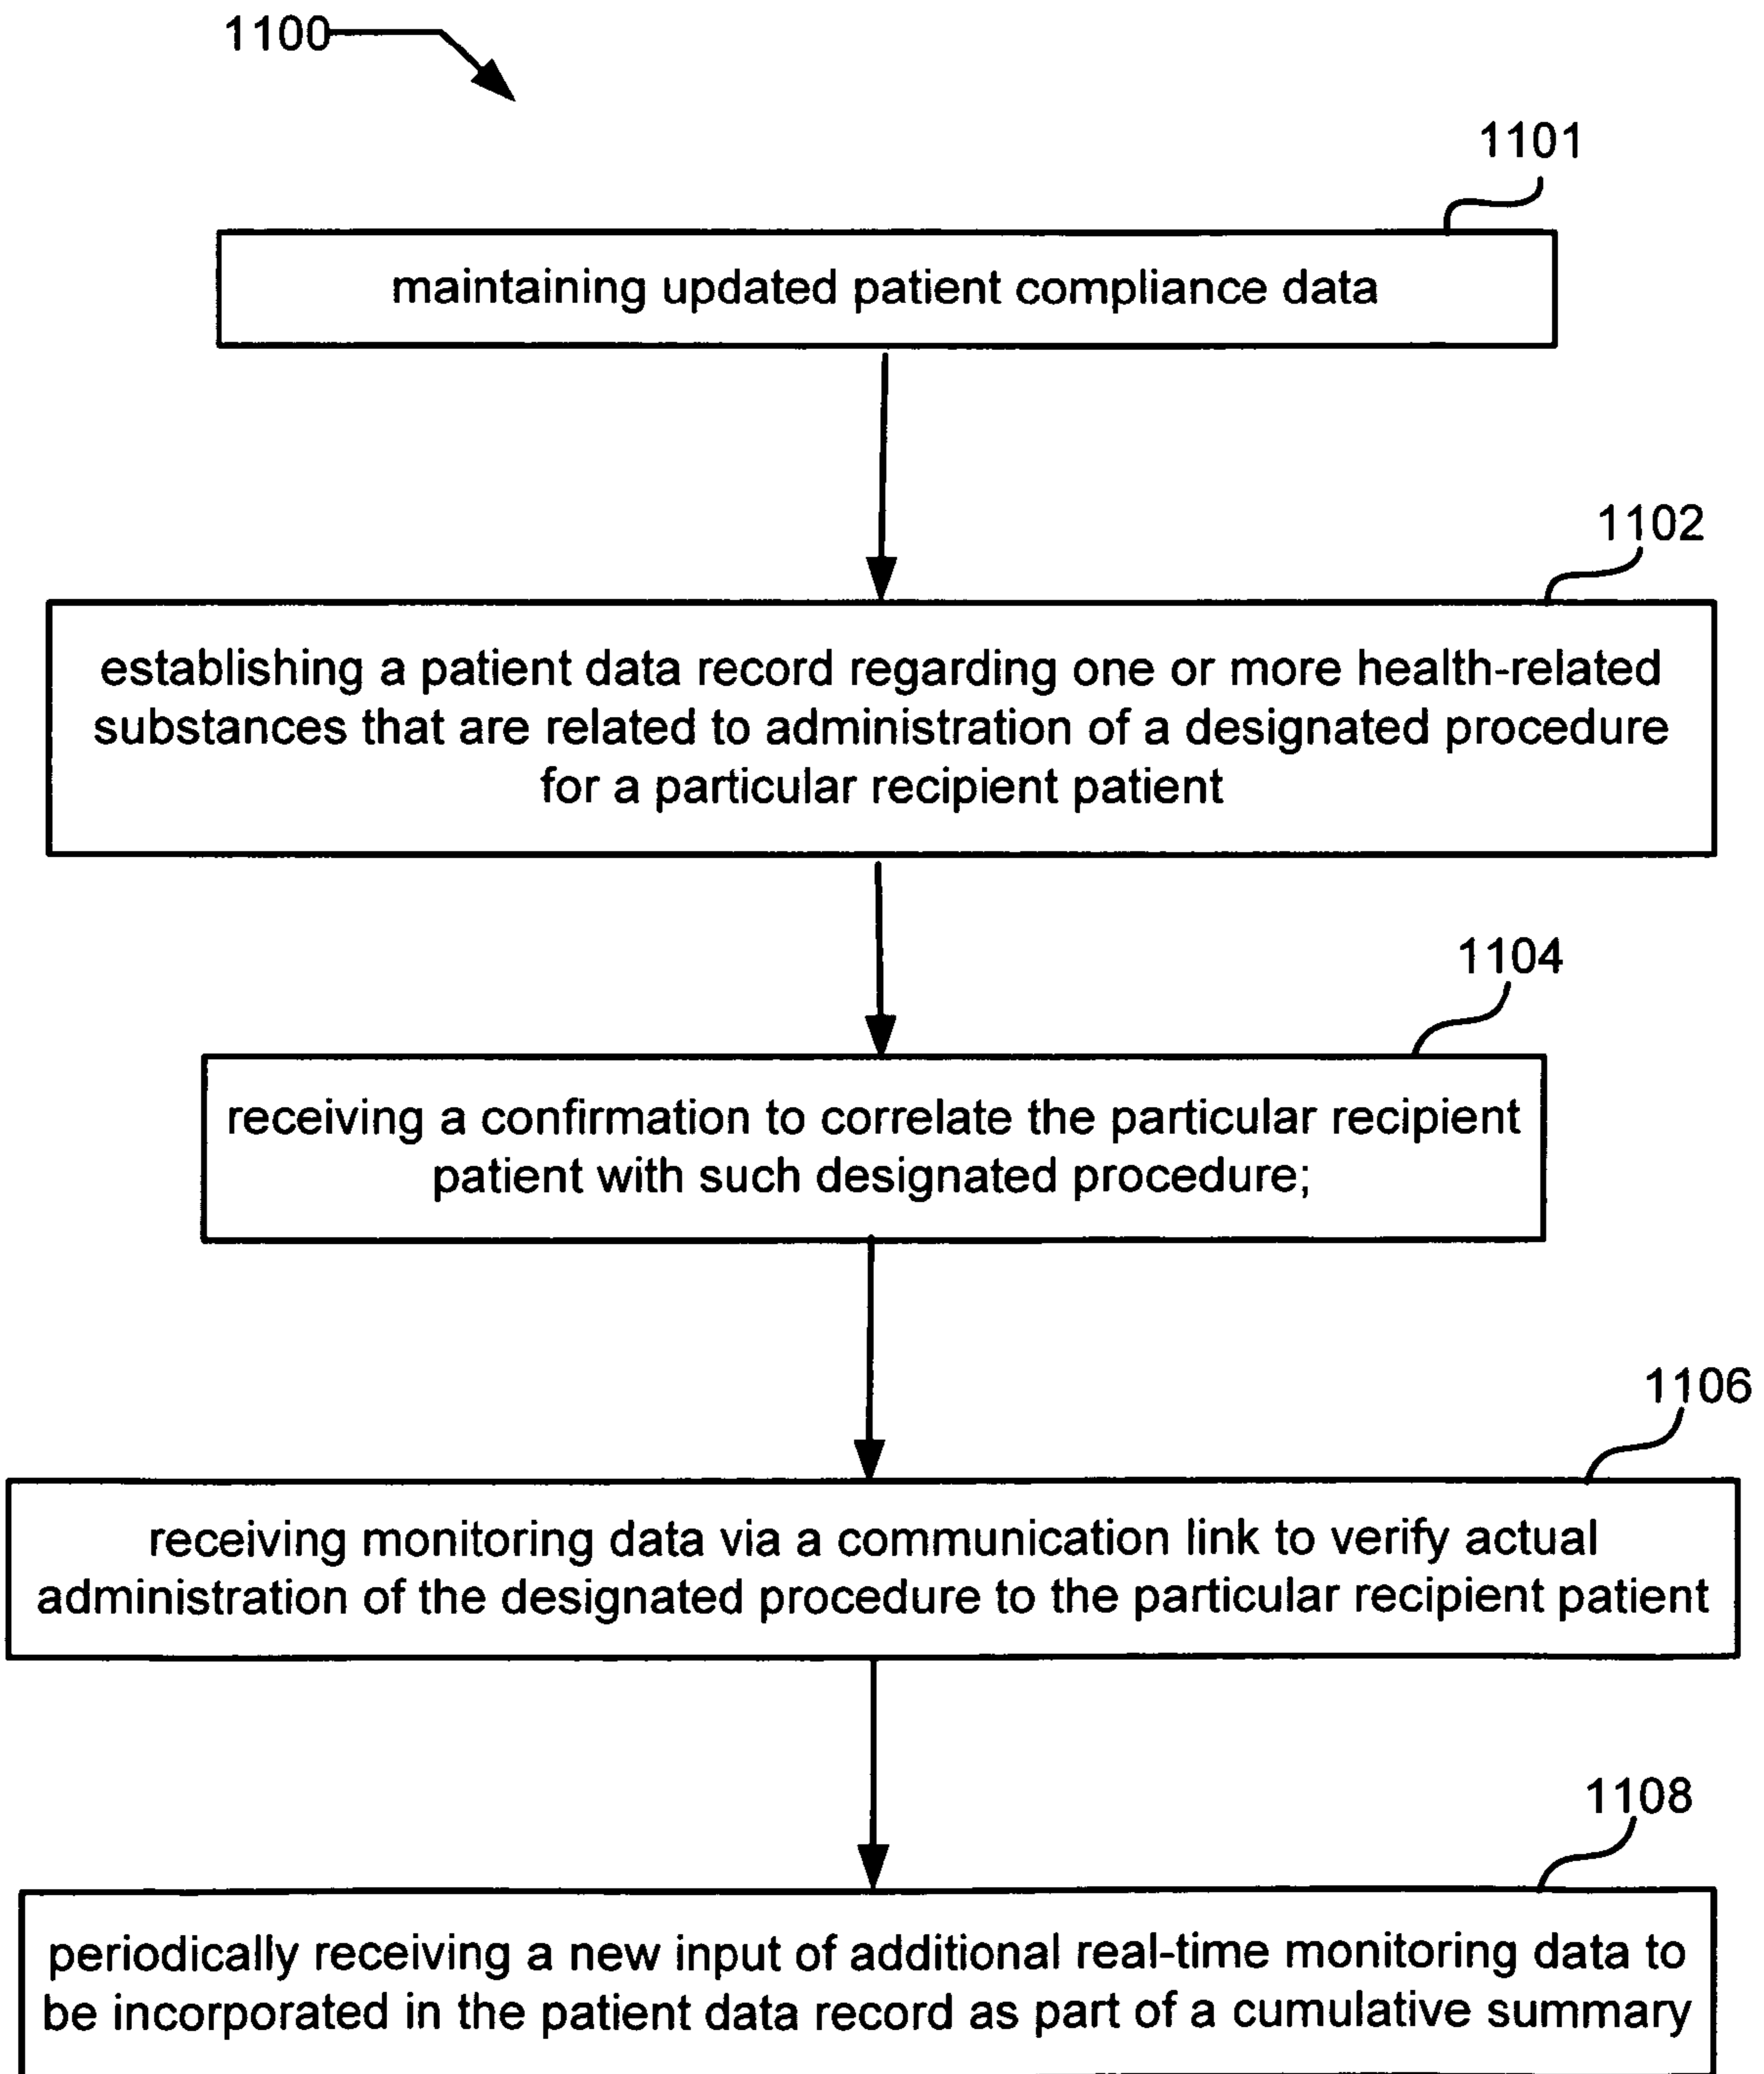 1100
1101
maintaining updated patient compliance data
1102
establishing a patient data record regarding one or more health-related
substances that are related to administration of a designated procedure
for a particular recipient patient
1104
receiving a confirmation to correlate the particular recipient
patient with such designated procedure;
1106
receiving monitoring data via a communication link to verify actual
administration of the designated procedure to the particular recipient patient
1108
periodically receiving a new input of additional real-time monitoring data to
be incorporated in the patient data record as part of a cumulative summary